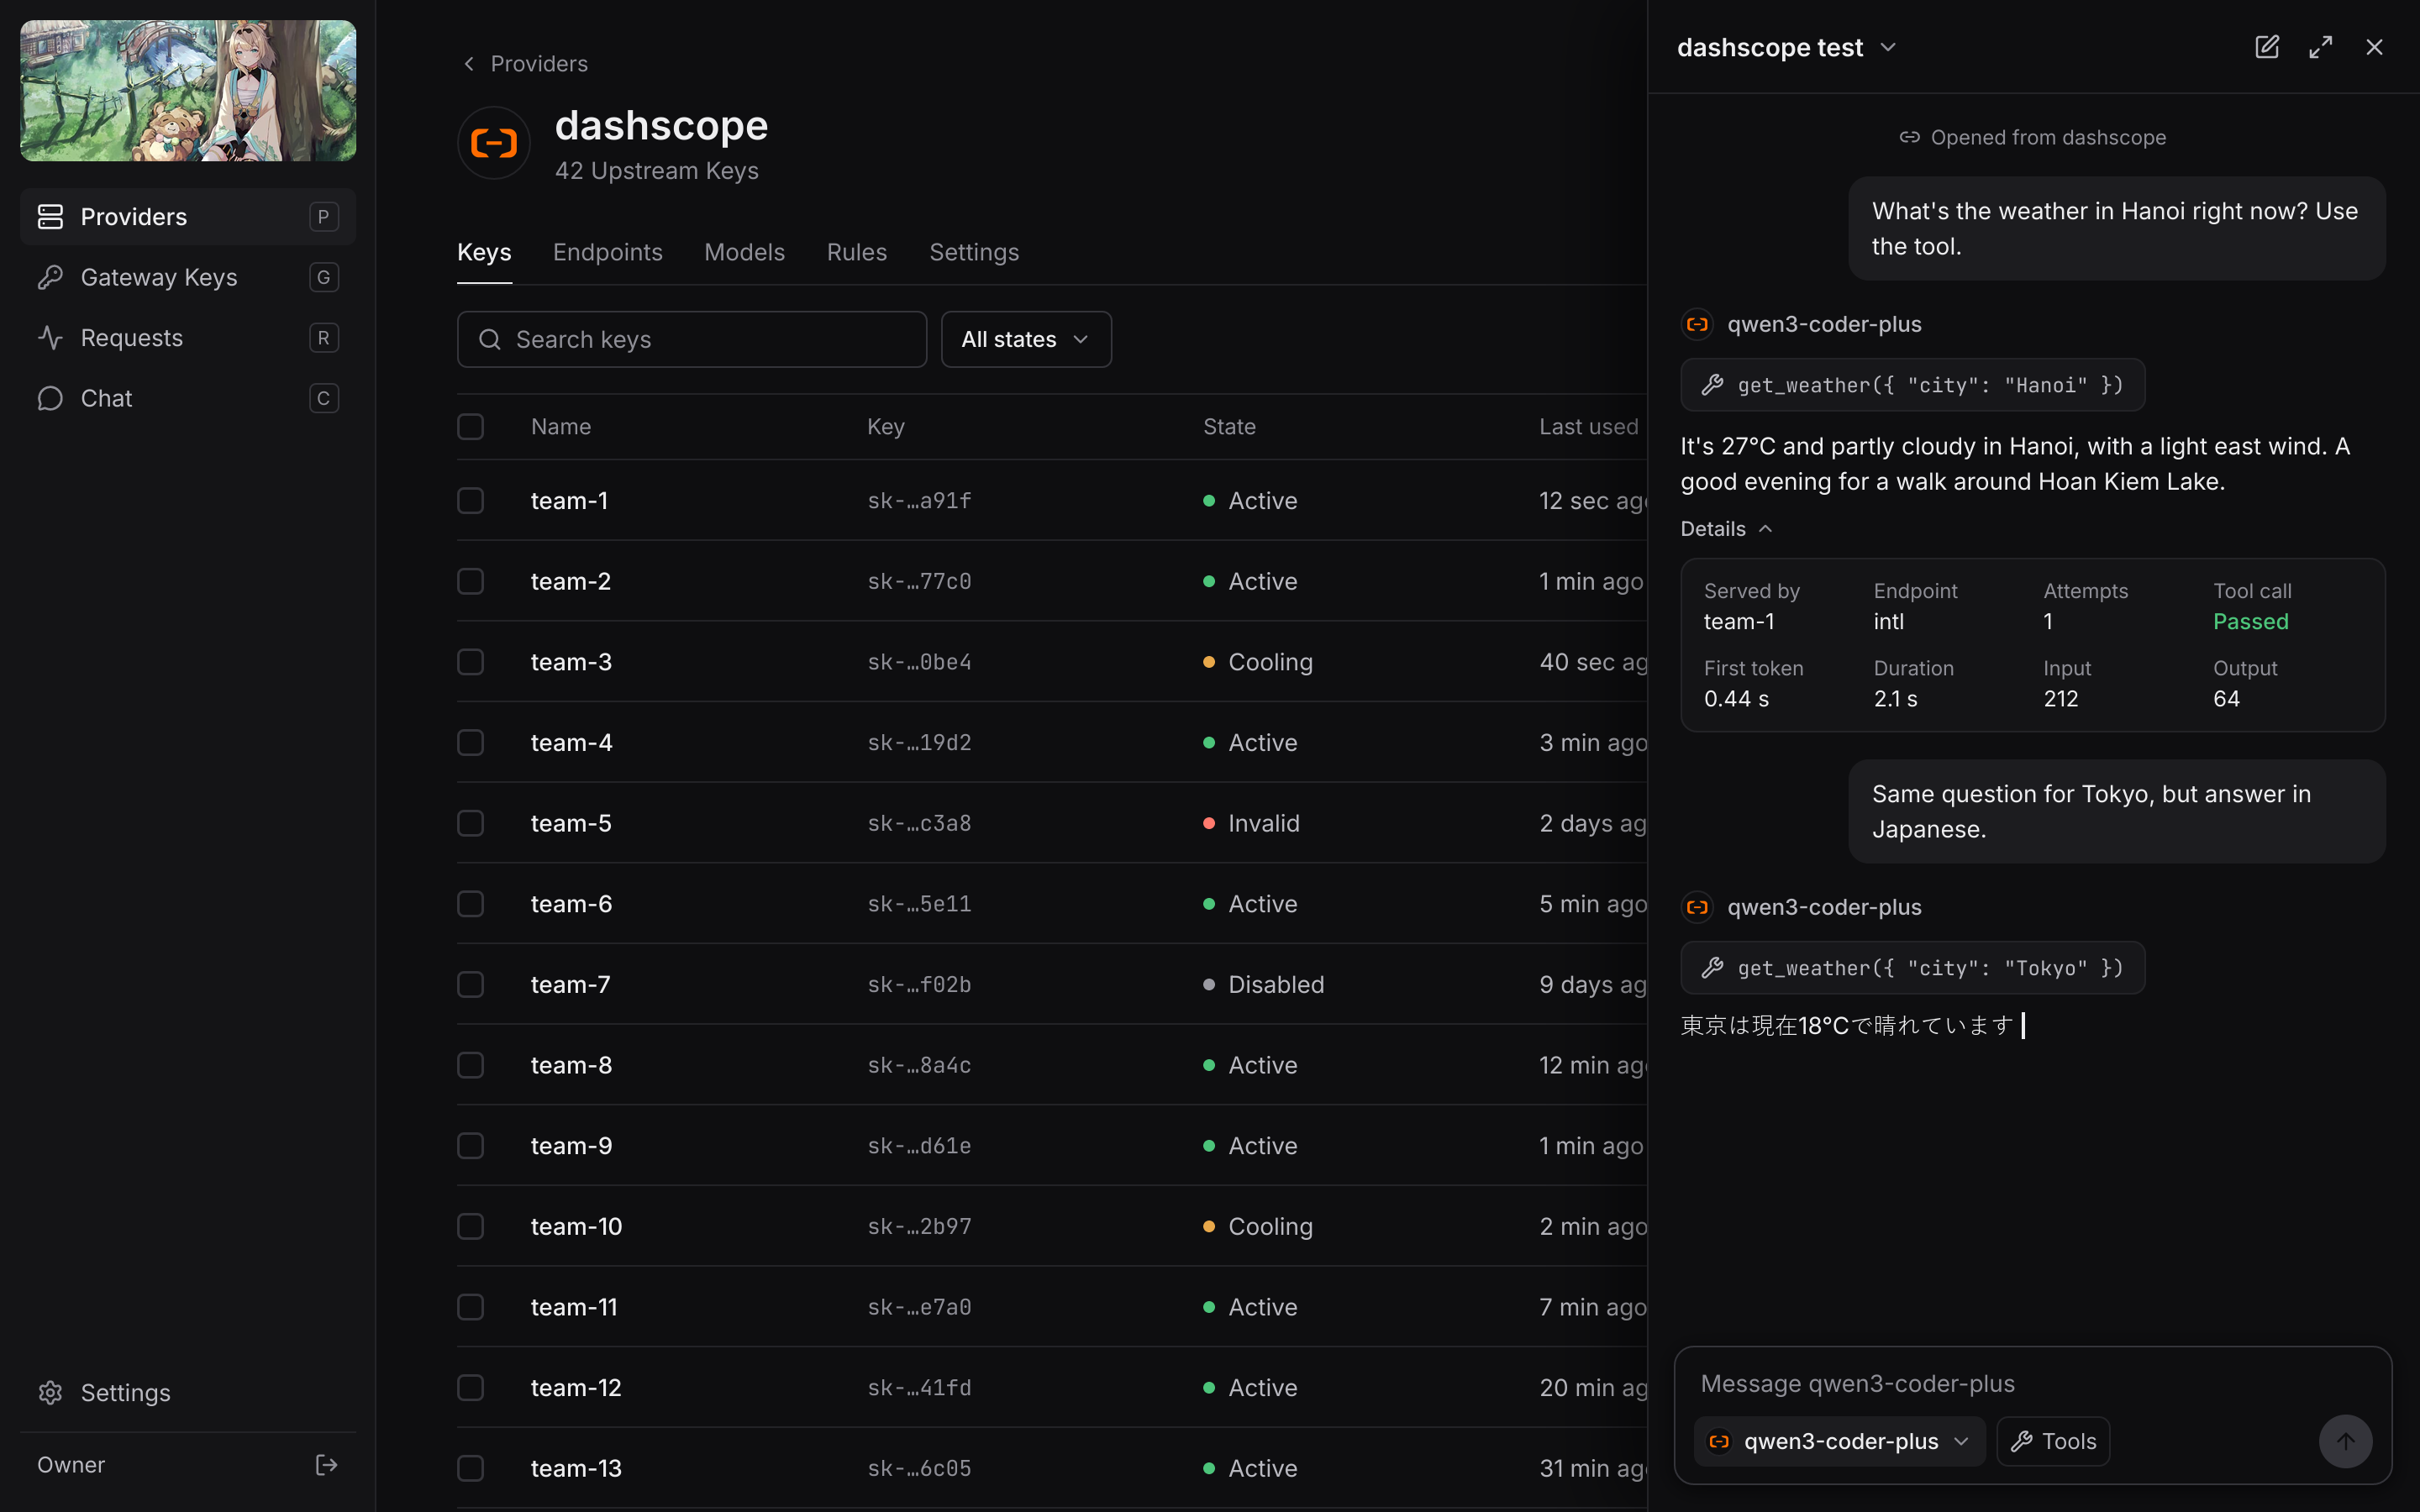 Providers
P
Gateway Keys
G
Requests
R
Chat
C
Settings
Owner
Providers
dashscope
42 Upstream Keys
Keys Endpoints Models Rules Settings
Search keys
All states
Name Key State Last used
team-1 sk-…a91f Active 12 sec
team-2 sk-…77c0 Active 1 min ago
team-3 sk-…0be4 Cooling 40 sec
team-4 sk-…19d2 Active 3 min ago
team-5 sk-…c3a8 Invalid 2 days
team-6 sk-…5e11 Active 5 min ago
team-7 sk-…f02b Disabled 9 days
team-8 sk-…8a4c Active 12 min
team-9 sk-…d61e Active 1 min ago
team-10 sk-…2b97 Cooling 2 min ago
team-11 sk-…e7a0 Active 7 min ago
team-12 sk-…41fd Active 20 min
team-13 sk-…6c05 Active 31 min
dashscope test
Opened from dashscope
What's the weather in Hanoi right now? Use
the tool.
qwen3-coder-plus
get_weather({ "city": "Hanoi" })
It's 27°C and partly cloudy in Hanoi, with a light east wind. A
good evening for a walk around Hoan Kiem Lake.
Details
Served by Endpoint Attempts Tool call
team-1 intl 1 Passed
First token Duration Input Output
0.44 s 2.1 s 212 64
Same question for Tokyo, but answer in
Japanese.
qwen3-coder-plus
get_weather({ "city": "Tokyo" })
東京は現在18°Cで晴れています
Message qwen3-coder-plus
qwen3-coder-plus
Tools